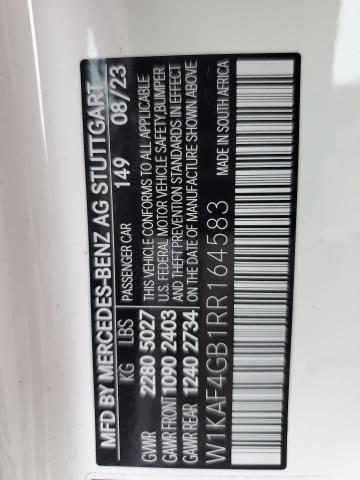 MFD BY MERCEDES-BENZ AG STUTTGART
KG LBS PASSENGER CAR 149 08/23
GVWR 2280 5027 THIS VEHICLE CONFORMS TO ALL APPLICABLE
GAWR FRONT 1090 2403 U.S. FEDERAL MOTOR VEHICLE SAFETY, BUMPER
GAWR REAR 1240 2734 AND THEFT PREVENTION STANDARDS IN EFFECT
ON THE DATE OF MANUFACTURE SHOWN ABOVE
MADE IN SOUTH AFRICA
W1KAF4GB1RR164583